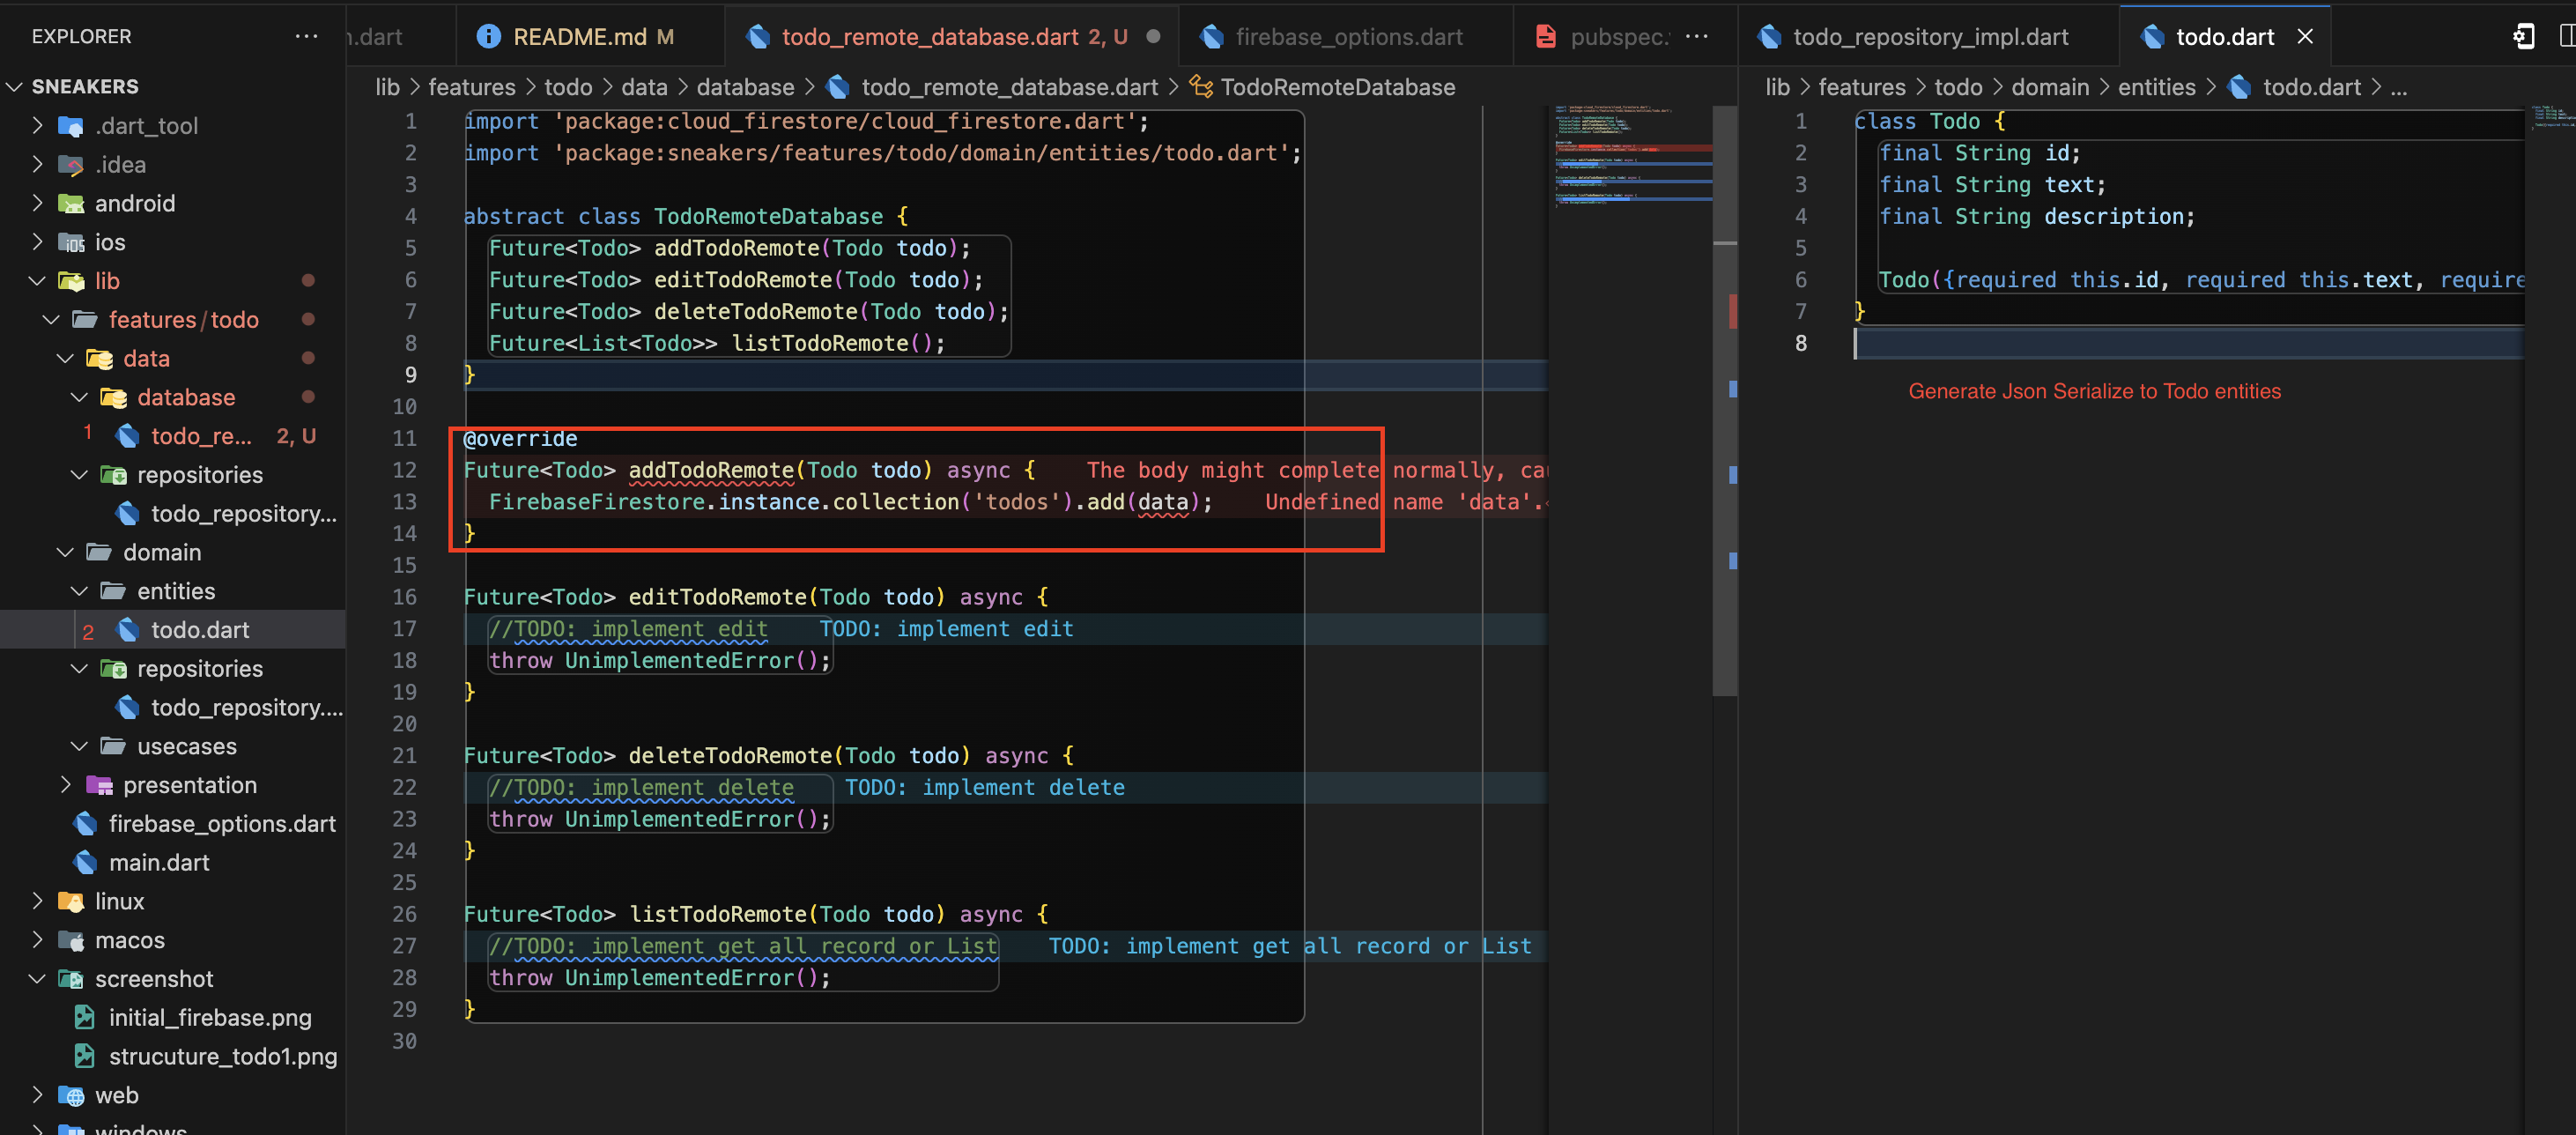 EXPLORER
SNEAKERS
.dart_tool
.idea
android
ios
lib
features/todo
data
database
1 todo_re... 2, U
repositories
todo_repository...
domain
entities
2 todo.dart
repositories
todo_repository....
usecases
presentation
firebase_options.dart
main.dart
linux
macos
screenshot
initial_firebase.png
strucuture_todo1.png
web
windows
.dart
README.md M
todo_remote_database.dart 2, U
firebase_options.dart
pubspec.
lib > features > todo > data > database > todo_remote_database.dart > TodoRemoteDatabase
1 import 'package:cloud_firestore/cloud_firestore.dart';
2 import 'package:sneakers/features/todo/domain/entities/todo.dart';
3
4 abstract class TodoRemoteDatabase {
5 Future<Todo> addTodoRemote(Todo todo);
6 Future<Todo> editTodoRemote(Todo todo);
7 Future<Todo> deleteTodoRemote(Todo todo);
8 Future<List<Todo>> listTodoRemote();
9 }
10
11 @override
12 Future<Todo> addTodoRemote(Todo todo) async { The body might complete normally,
13 FirebaseFirestore.instance.collection('todos').add(data); Undefined name 'data'.
14 }
15
16 Future<Todo> editTodoRemote(Todo todo) async {
17 //TODO: implement edit TODO: implement edit
18 throw UnimplementedError();
19 }
20
21 Future<Todo> deleteTodoRemote(Todo todo) async {
22 //TODO: implement delete TODO: implement delete
23 throw UnimplementedError();
24 }
25
26 Future<Todo> listTodoRemote(Todo todo) async {
27 //TODO: implement get all record or List TODO: implement get all record or List
28 throw UnimplementedError();
29 }
30
todo_repository_impl.dart
todo.dart
lib > features > todo > domain > entities > todo.dart > ...
1 class Todo {
2 final String id;
3 final String text;
4 final String description;
5
6 Todo({required this.id, required this.text, require
7 }
8
Generate Json Serialize to Todo entities